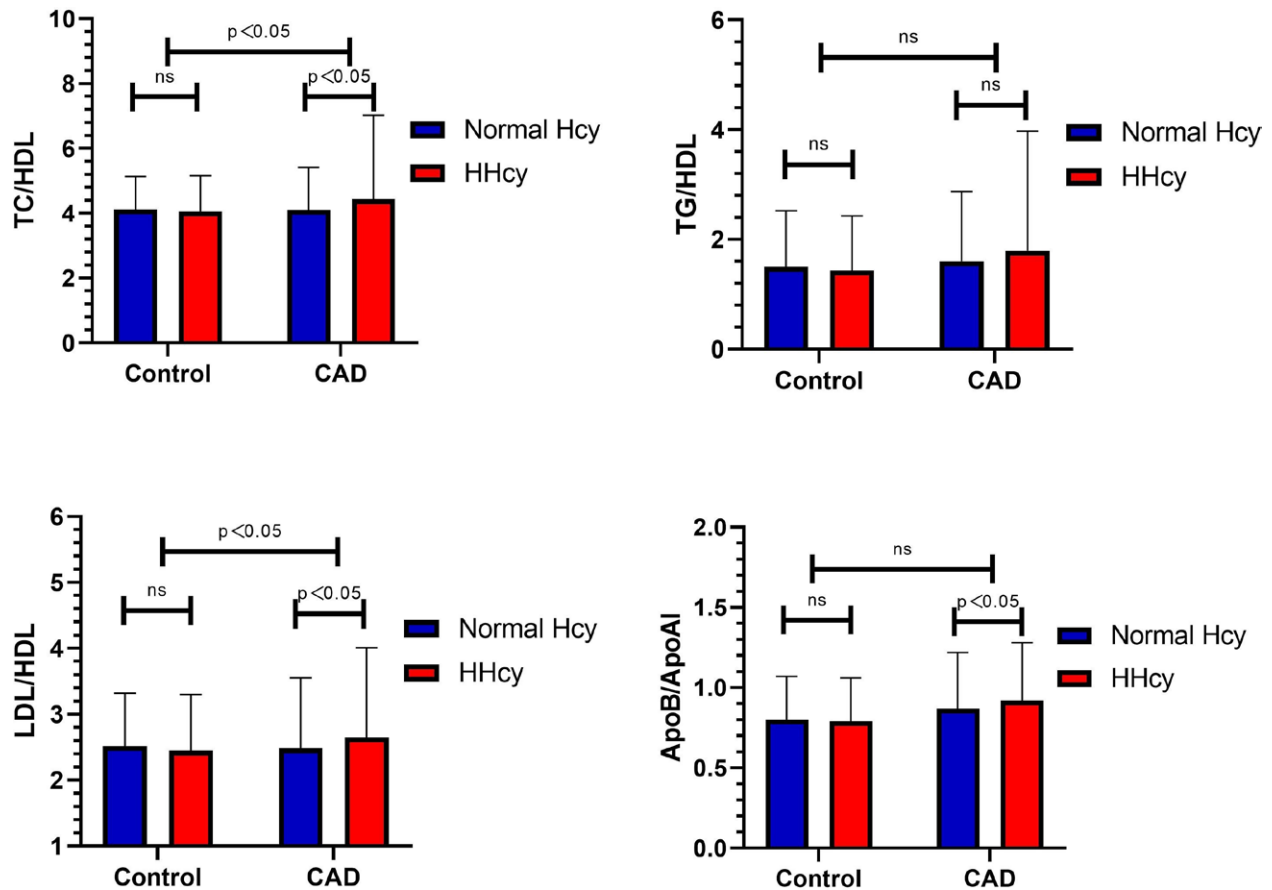 TC/HDL
10
8
6
4
2
0
p<0.05
ns
p<0.05
Control
CAD
Normal Hcy
HHcy
TG/HDL
6
4
2
0
ns
ns
ns
Control
CAD
Normal Hcy
HHcy
LDL/HDL
6
5
4
3
2
1
p<0.05
ns
p<0.05
Control
CAD
Normal Hcy
HHcy
ApoB/ApoAI
2.0
1.5
1.0
0.5
0.0
ns
ns
p<0.05
Control
CAD
Normal Hcy
HHcy